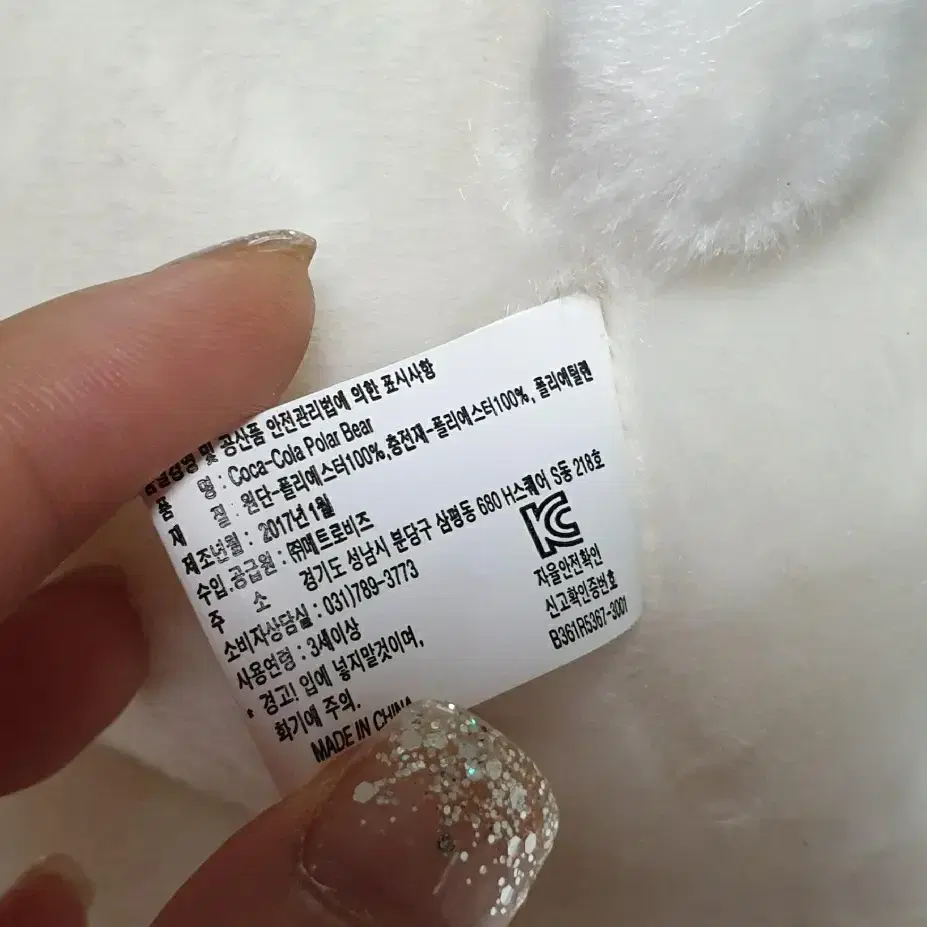 품질경영 및 공산품 안전관리법에 의한 표시사항
품 명 : Coca-Cola Polar Bear
재 질 : 원단-폴리에스터100%,충전재-폴리에스터100%, 폴리에틸렌
제조년월 : 2017년 1월
수입.공급원 : ㈜메트로비즈
주 소 경기도 성남시 분당구 삼평동 680 H스퀘어 S동 218호
소비자상담실 : 031)789-3773
사용연령 : 3세이상
* 경고! 입에 넣지말것이며,
화기에 주의.
MADE IN CHINA
자율안전확인
신고확인증번호
B361R5367-3001